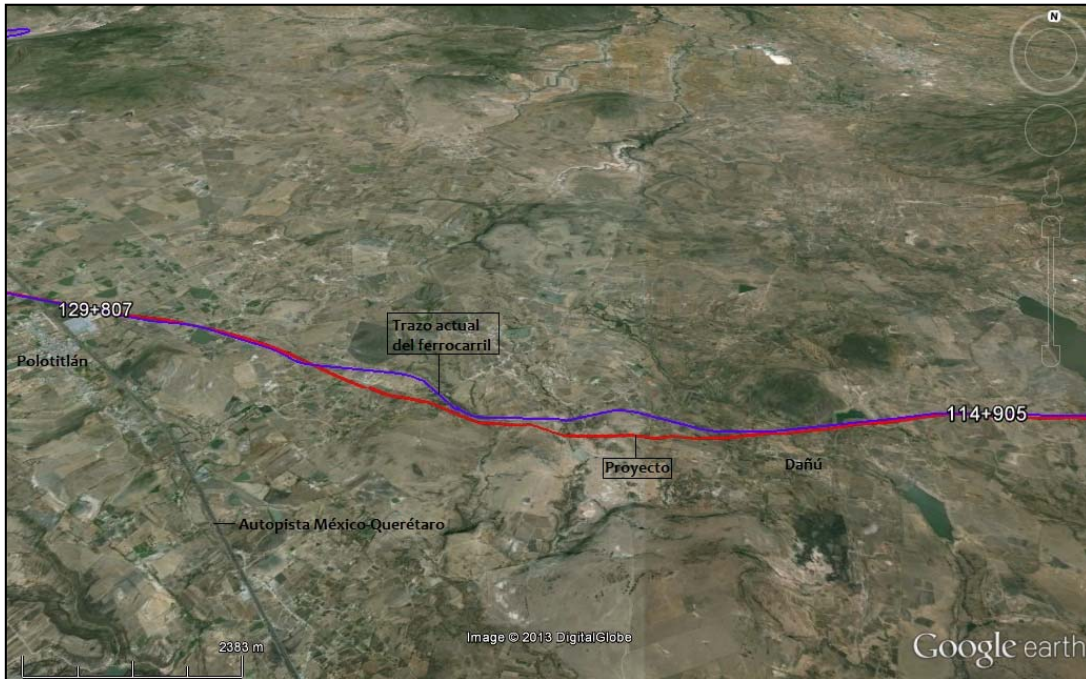 N
129+807
Polotitlán
Trazo actual
del ferrocarril
114+905
Proyecto
Dañú
Autopista México-Querétaro
Image © 2013 DigitalGlobe
2383 m
Google earth